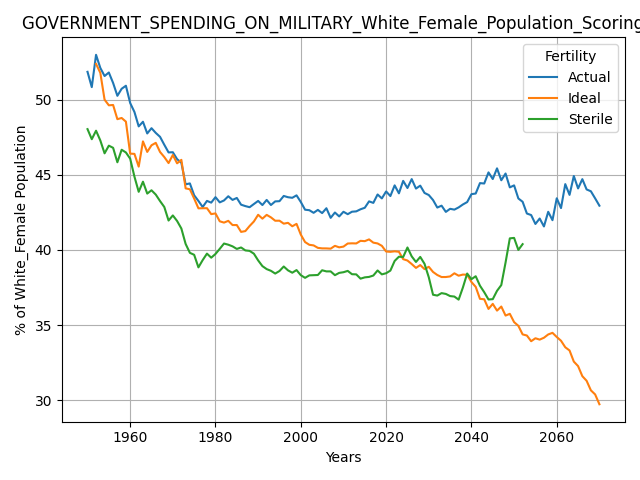 GOVERNMENT_SPENDING_ON_MILITARY_White_Female_Population_Scoring
Fertility
Actual
Ideal
Sterile
% of White_Female Population
50
45
40
35
30
1960
1980
2000
2020
2040
2060
Years